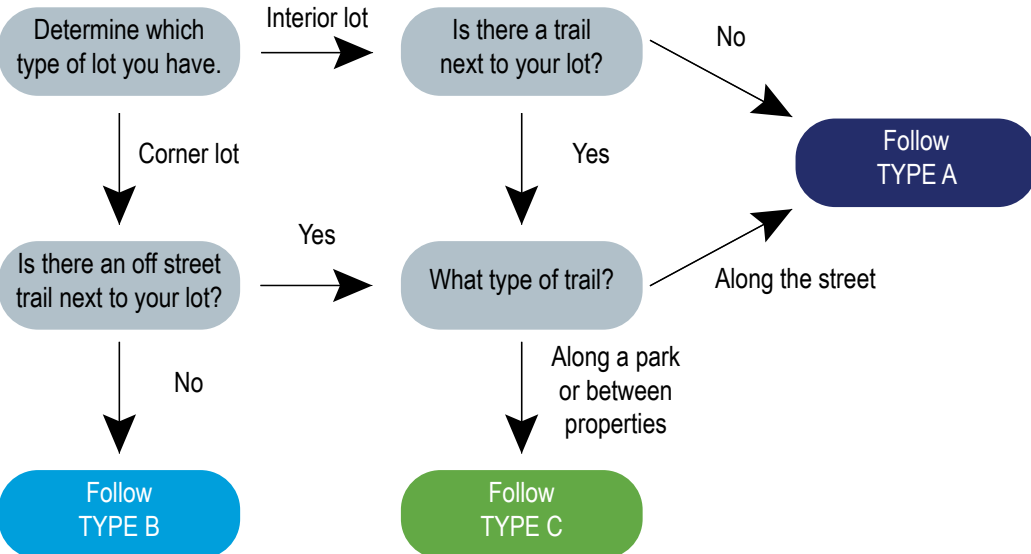 Determine which
type of lot you have.
Interior lot
Is there a trail
next to your lot?
No
Corner lot
Yes
Follow
TYPE A
Is there an off street
trail next to your lot?
Yes
What type of trail?
Along the street
No
Along a park
or between
properties
Follow
TYPE B
Follow
TYPE C